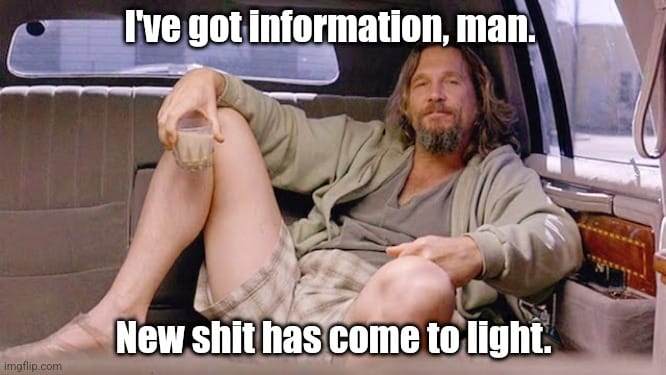 I've got information, man.
New shit has come to light.
imgflip.com